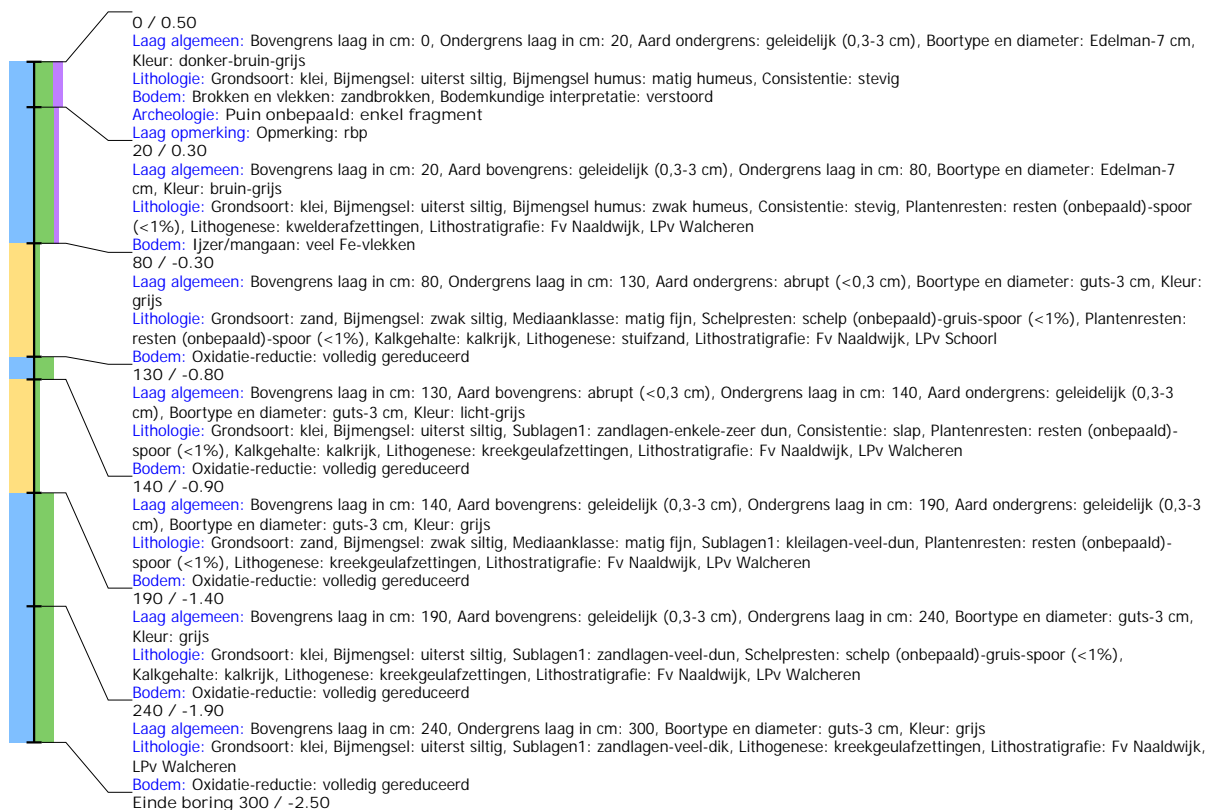 0 / 0.50
Laag algemeen: Bovengrens laag in cm: 0, Ondergrens laag in cm: 20, Aard ondergrens: geleidelijk (0,3-3 cm), Boortype en diameter: Edelman-7 cm,
Kleur: donker-bruin-grijs
Lithologie: Grondsoort: klei, Bijmengsel: uiterst siltig, Bijmengsel humus: matig humeus, Consistentie: stevig
Bodem: Brokken en vlekken: zandbrokken, Bodemkundige interpretatie: verstoord
Archeologie: Puin onbepaald: enkel fragment
Laag opmerking: Opmerking: rbp
20 / 0.30
Laag algemeen: Bovengrens laag in cm: 20, Aard bovengrens: geleidelijk (0,3-3 cm), Ondergrens laag in cm: 80, Boortype en diameter: Edelman-7
cm, Kleur: bruin-grijs
Lithologie: Grondsoort: klei, Bijmengsel: uiterst siltig, Bijmengsel humus: zwak humeus, Consistentie: stevig, Plantenresten: resten (onbepaald)-spoor
(<1%), Lithogenese: kwelderafzettingen, Lithostratigrafie: Fv Naaldwijk, LPv Walcheren
Bodem: Ijzer/mangaan: veel Fe-vlekken
80 / -0.30
Laag algemeen: Bovengrens laag in cm: 80, Ondergrens laag in cm: 130, Aard ondergrens: abrupt (<0,3 cm), Boortype en diameter: guts-3 cm, Kleur:
grijs
Lithologie: Grondsoort: zand, Bijmengsel: zwak siltig, Mediaanklasse: matig fijn, Schelpresten: schelp (onbepaald)-gruis-spoor (<1%), Plantenresten:
resten (onbepaald)-spoor (<1%), Kalkgehalte: kalkrijk, Lithogenese: stuifzand, Lithostratigrafie: Fv Naaldwijk, LPv Schoorl
Bodem: Oxidatie-reductie: volledig gereduceerd
130 / -0.80
Laag algemeen: Bovengrens laag in cm: 130, Aard bovengrens: abrupt (<0,3 cm), Ondergrens laag in cm: 140, Aard ondergrens: geleidelijk (0,3-3
cm), Boortype en diameter: guts-3 cm, Kleur: licht-grijs
Lithologie: Grondsoort: klei, Bijmengsel: uiterst siltig, Sublagen1: zandlagen-enkele-zeer dun, Consistentie: slap, Plantenresten: resten (onbepaald)-
spoor (<1%), Kalkgehalte: kalkrijk, Lithogenese: kreekgeulafzettingen, Lithostratigrafie: Fv Naaldwijk, LPv Walcheren
Bodem: Oxidatie-reductie: volledig gereduceerd
140 / -0.90
Laag algemeen: Bovengrens laag in cm: 140, Aard bovengrens: geleidelijk (0,3-3 cm), Ondergrens laag in cm: 190, Aard ondergrens: geleidelijk (0,3-3
cm), Boortype en diameter: guts-3 cm, Kleur: grijs
Lithologie: Grondsoort: zand, Bijmengsel: zwak siltig, Mediaanklasse: matig fijn, Sublagen1: kleilagen-veel-dun, Plantenresten: resten (onbepaald)-
spoor (<1%), Lithogenese: kreekgeulafzettingen, Lithostratigrafie: Fv Naaldwijk, LPv Walcheren
Bodem: Oxidatie-reductie: volledig gereduceerd
190 / -1.40
Laag algemeen: Bovengrens laag in cm: 190, Aard bovengrens: geleidelijk (0,3-3 cm), Ondergrens laag in cm: 240, Boortype en diameter: guts-3 cm,
Kleur: grijs
Lithologie: Grondsoort: klei, Bijmengsel: uiterst siltig, Sublagen1: zandlagen-veel-dun, Schelpresten: schelp (onbepaald)-gruis-spoor (<1%),
Kalkgehalte: kalkrijk, Lithogenese: kreekgeulafzettingen, Lithostratigrafie: Fv Naaldwijk, LPv Walcheren
Bodem: Oxidatie-reductie: volledig gereduceerd
240 / -1.90
Laag algemeen: Bovengrens laag in cm: 240, Ondergrens laag in cm: 300, Boortype en diameter: guts-3 cm, Kleur: grijs
Lithologie: Grondsoort: klei, Bijmengsel: uiterst siltig, Sublagen1: zandlagen-veel-dik, Lithogenese: kreekgeulafzettingen, Lithostratigrafie: Fv Naaldwijk,
LPv Walcheren
Bodem: Oxidatie-reductie: volledig gereduceerd
Einde boring 300 / -2.50